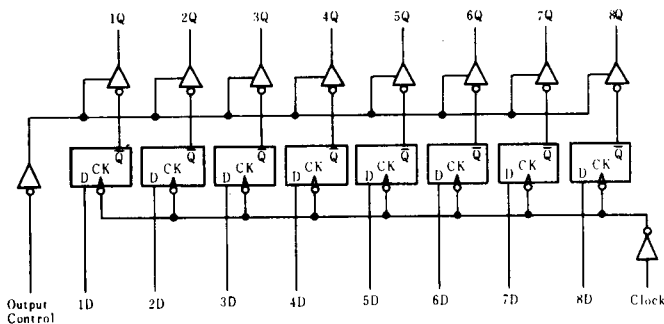 1Q 2Q 3Q 4Q 5Q 6Q 7Q 8Q
Q̅ Q̅ Q̅ Q̅ Q̅ Q̅ Q̅ Q̅
CK CK CK CK CK CK CK CK
D D D D D D D D
Output
Control
1D 2D 3D 4D 5D 6D 7D 8D
Clock